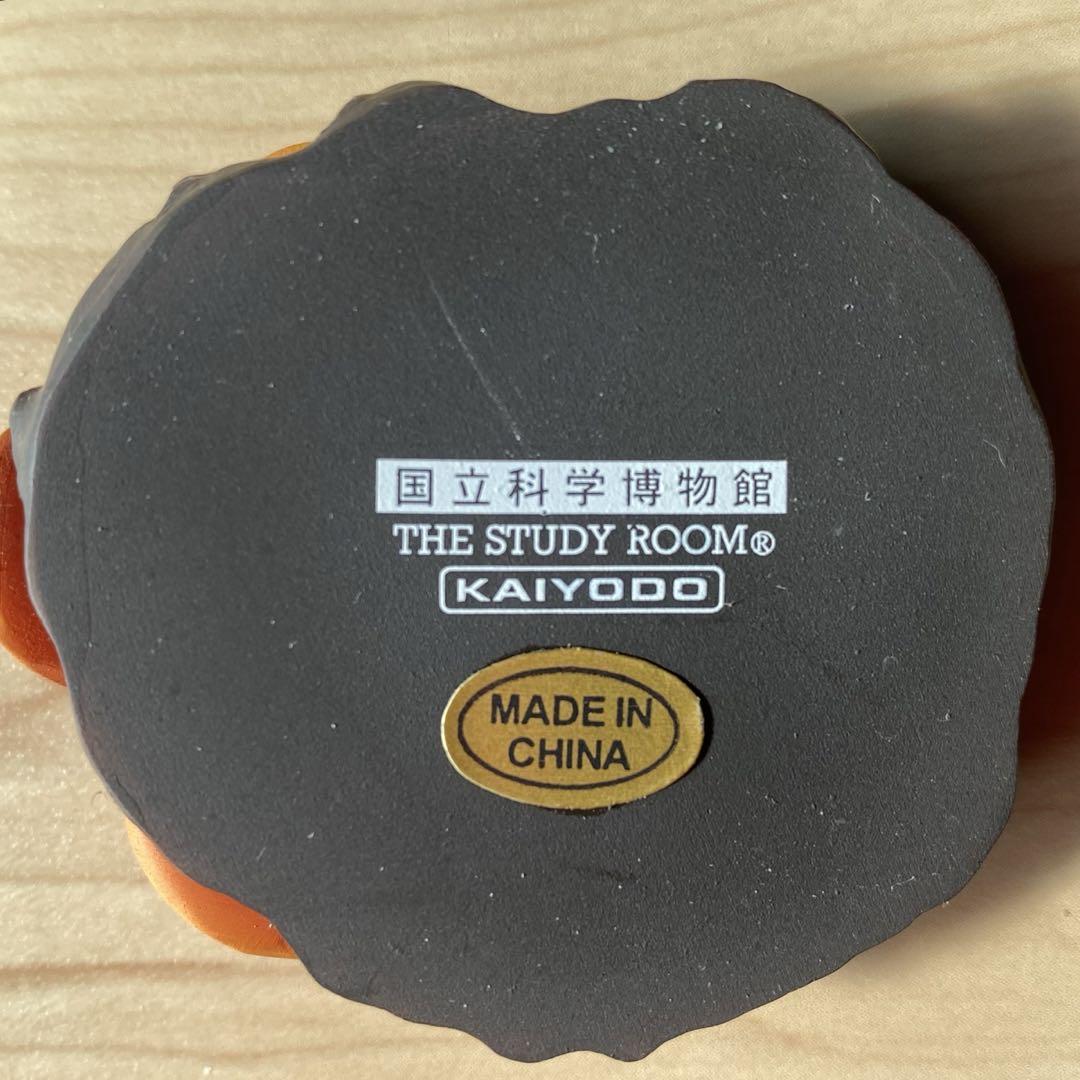 国立科学博物館
THE STUDY ROOM®
KAIYODO
MADE IN
CHINA